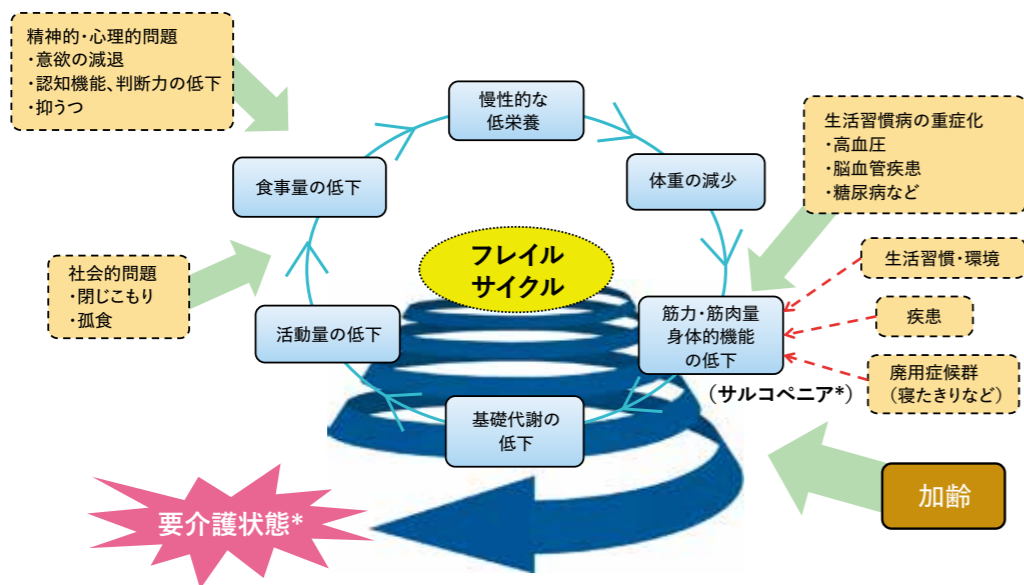 精神的・心理的問題
・意欲の減退
・認知機能、判断力の低下
・抑うつ
慢性的な
低栄養
生活習慣病の重症化
・高血圧
・脳血管疾患
・糖尿病など
食事量の低下
体重の減少
フレイル
サイクル
生活習慣・環境
社会的問題
・閉じこもり
・孤食
活動量の低下
筋力・筋肉量
身体的機能
の低下
疾患
(サルコペニア*)
廃用症候群
(寝たきりなど)
基礎代謝の
低下
加齢
要介護状態*